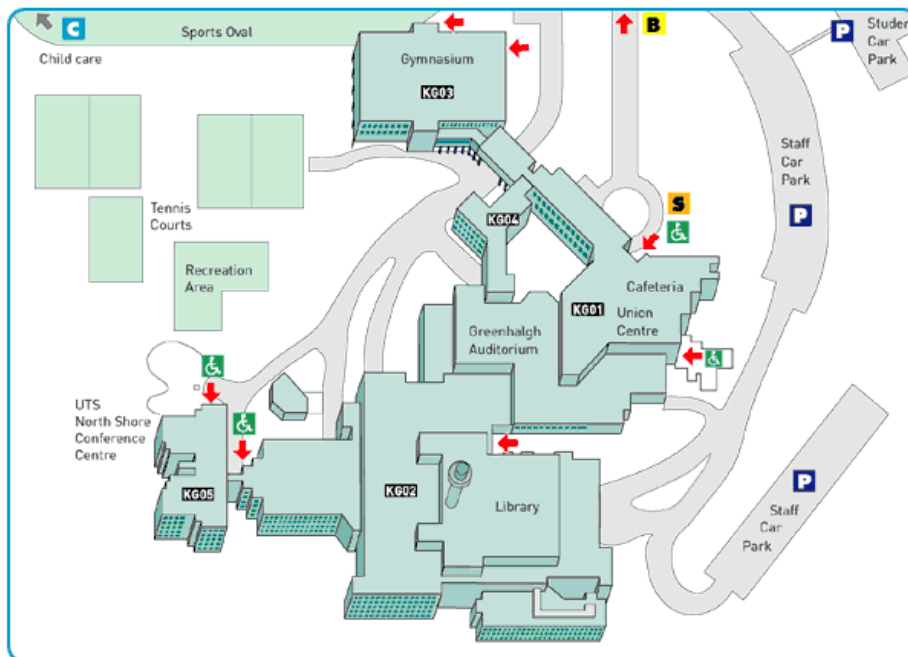 C
Sports Oval
B
Child care
Gymnasium
KG03
P
Student
Car
Park
Staff
Car
Park
P
Tennis
Courts
KG04
S
Recreation
Area
Cafeteria
KG01
Union
Centre
Greenhalgh
Auditorium
UTS
North Shore
Conference
Centre
KG05
KG02
Library
P
Staff
Car
Park